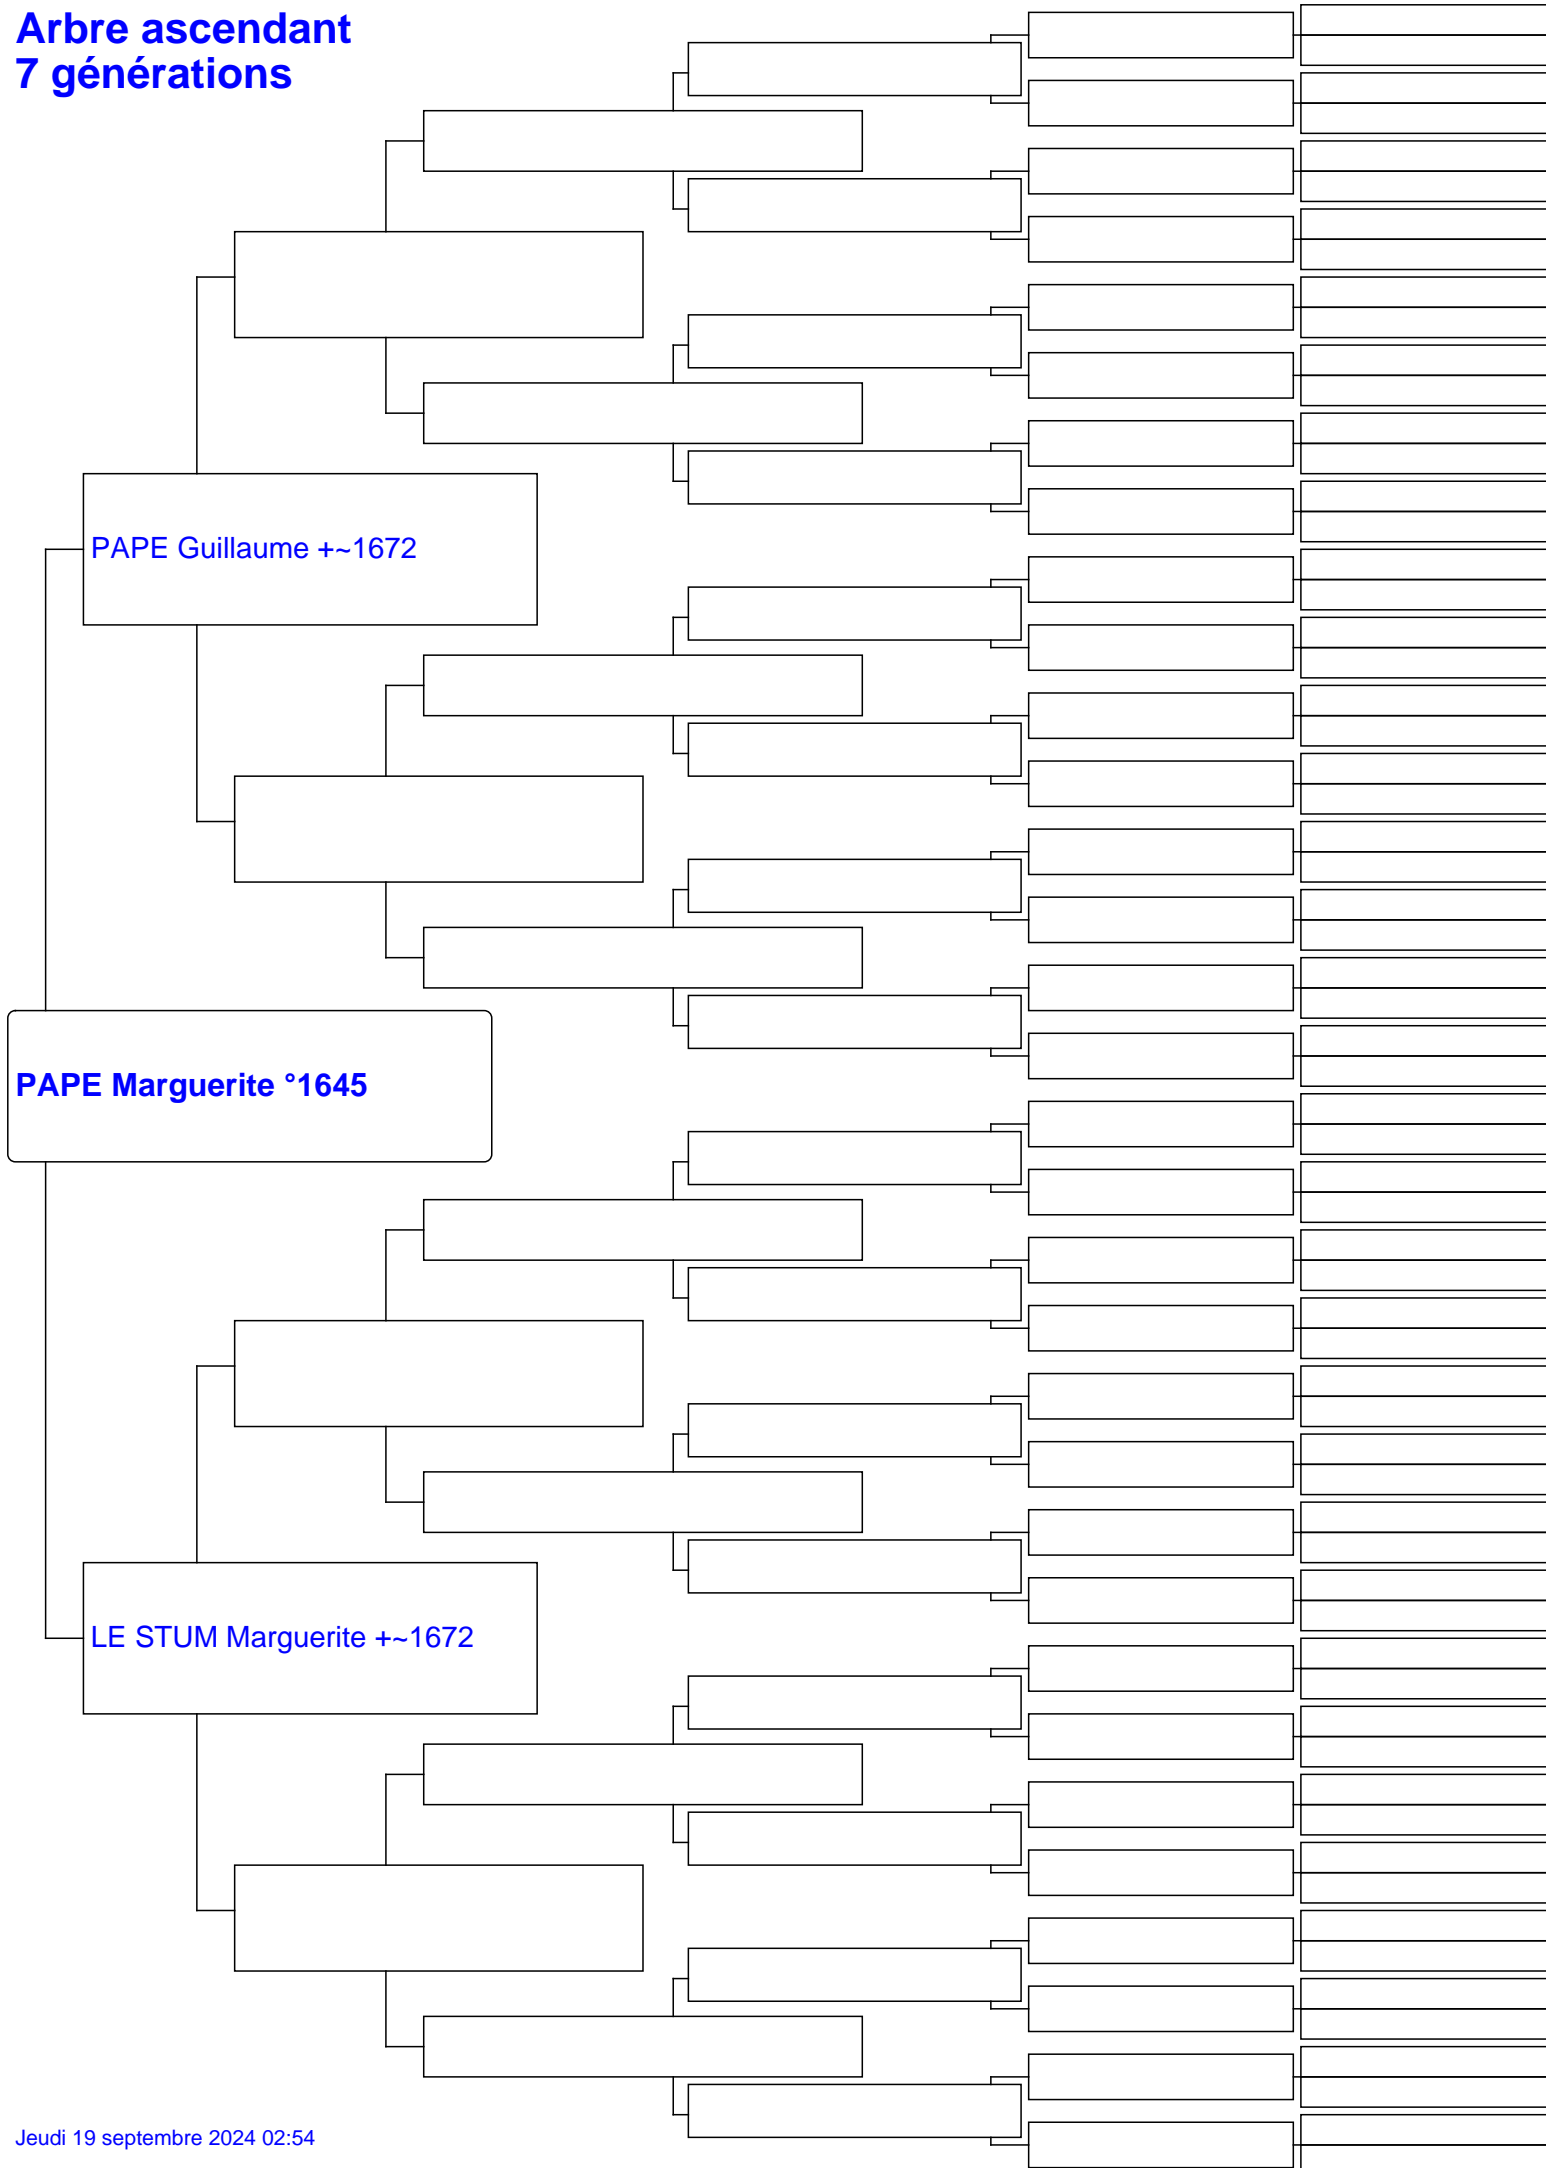 Arbre ascendant
7 générations
PAPE Guillaume +~1672
PAPE Marguerite °1645
LE STUM Marguerite +~1672
Jeudi 19 septembre 2024 02:54